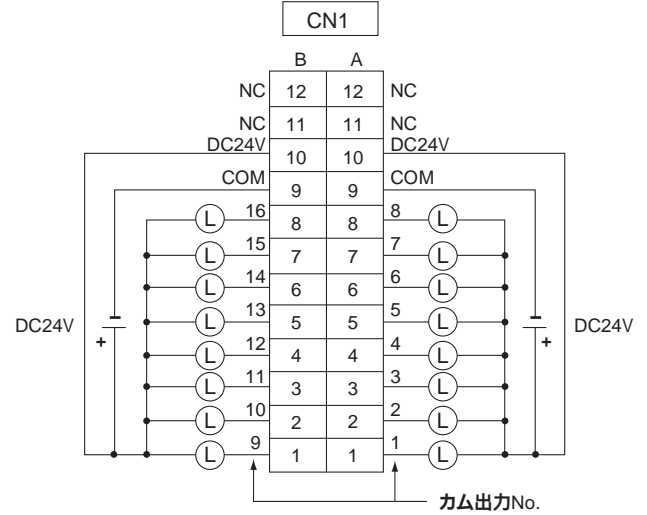 CN1
B A
NC 12 12 NC
NC 11 11 NC
DC24V 10 10 DC24V
COM 9 9 COM
L 16 8 8 8 L
L 15 7 7 7 L
L 14 6 6 6 L
L 13 5 5 5 L
DC24V - + - + DC24V
L 12 4 4 4 L
L 11 3 3 3 L
L 10 2 2 2 L
L 9 1 1 1 L
カム出力No.